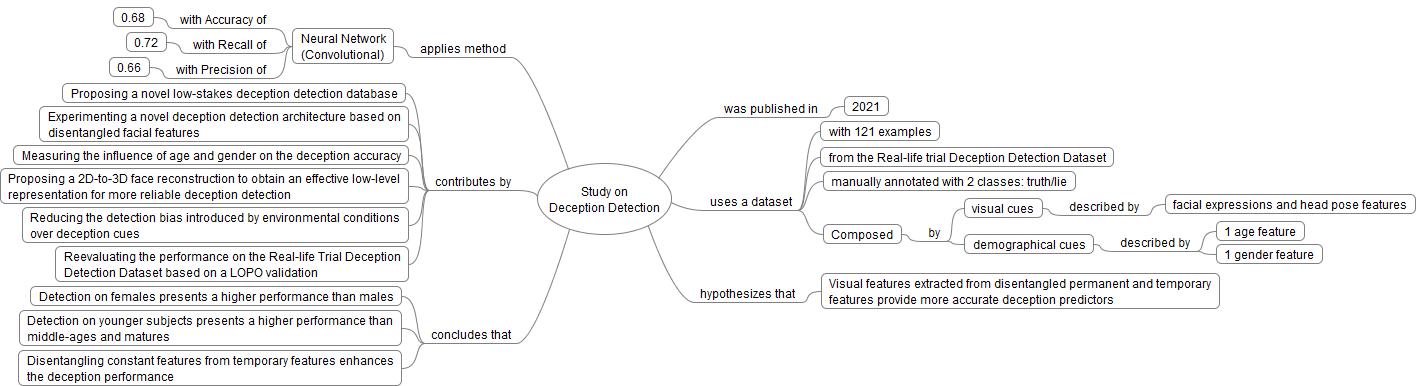 Study on
Deception Detection
applies method
Neural Network
(Convolutional)
with Accuracy of
0.68
with Recall of
0.72
with Precision of
0.66
contributes by
Proposing a novel low-stakes deception detection database
Experimenting a novel deception detection architecture based on
disentangled facial features
Measuring the influence of age and gender on the deception accuracy
Proposing a 2D-to-3D face reconstruction to obtain an effective low-level
representation for more reliable deception detection
Reducing the detection bias introduced by environmental conditions
over deception cues
Reevaluating the performance on the Real-life Trial Deception
Detection Dataset based on a LOPO validation
concludes that
Detection on females presents a higher performance than males
Detection on younger subjects presents a higher performance than
middle-ages and matures
Disentangling constant features from temporary features enhances
the deception performance
was published in
2021
uses a dataset
with 121 examples
from the Real-life trial Deception Detection Dataset
manually annotated with 2 classes: truth/lie
Composed
by
visual cues
described by
facial expressions and head pose features
demographical cues
described by
1 age feature
1 gender feature
hypothesizes that
Visual features extracted from disentangled permanent and temporary
features provide more accurate deception predictors